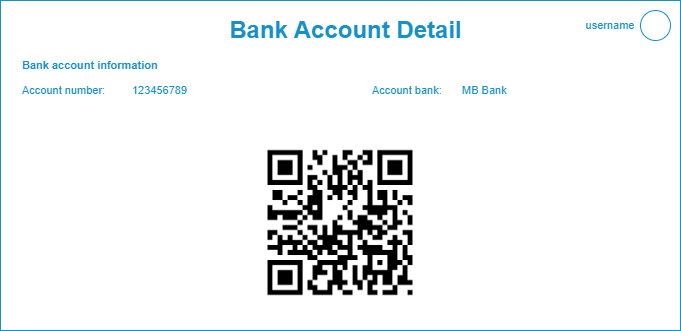 Bank Account Detail
username
Bank account information
Account number: 123456789 Account bank: MB Bank